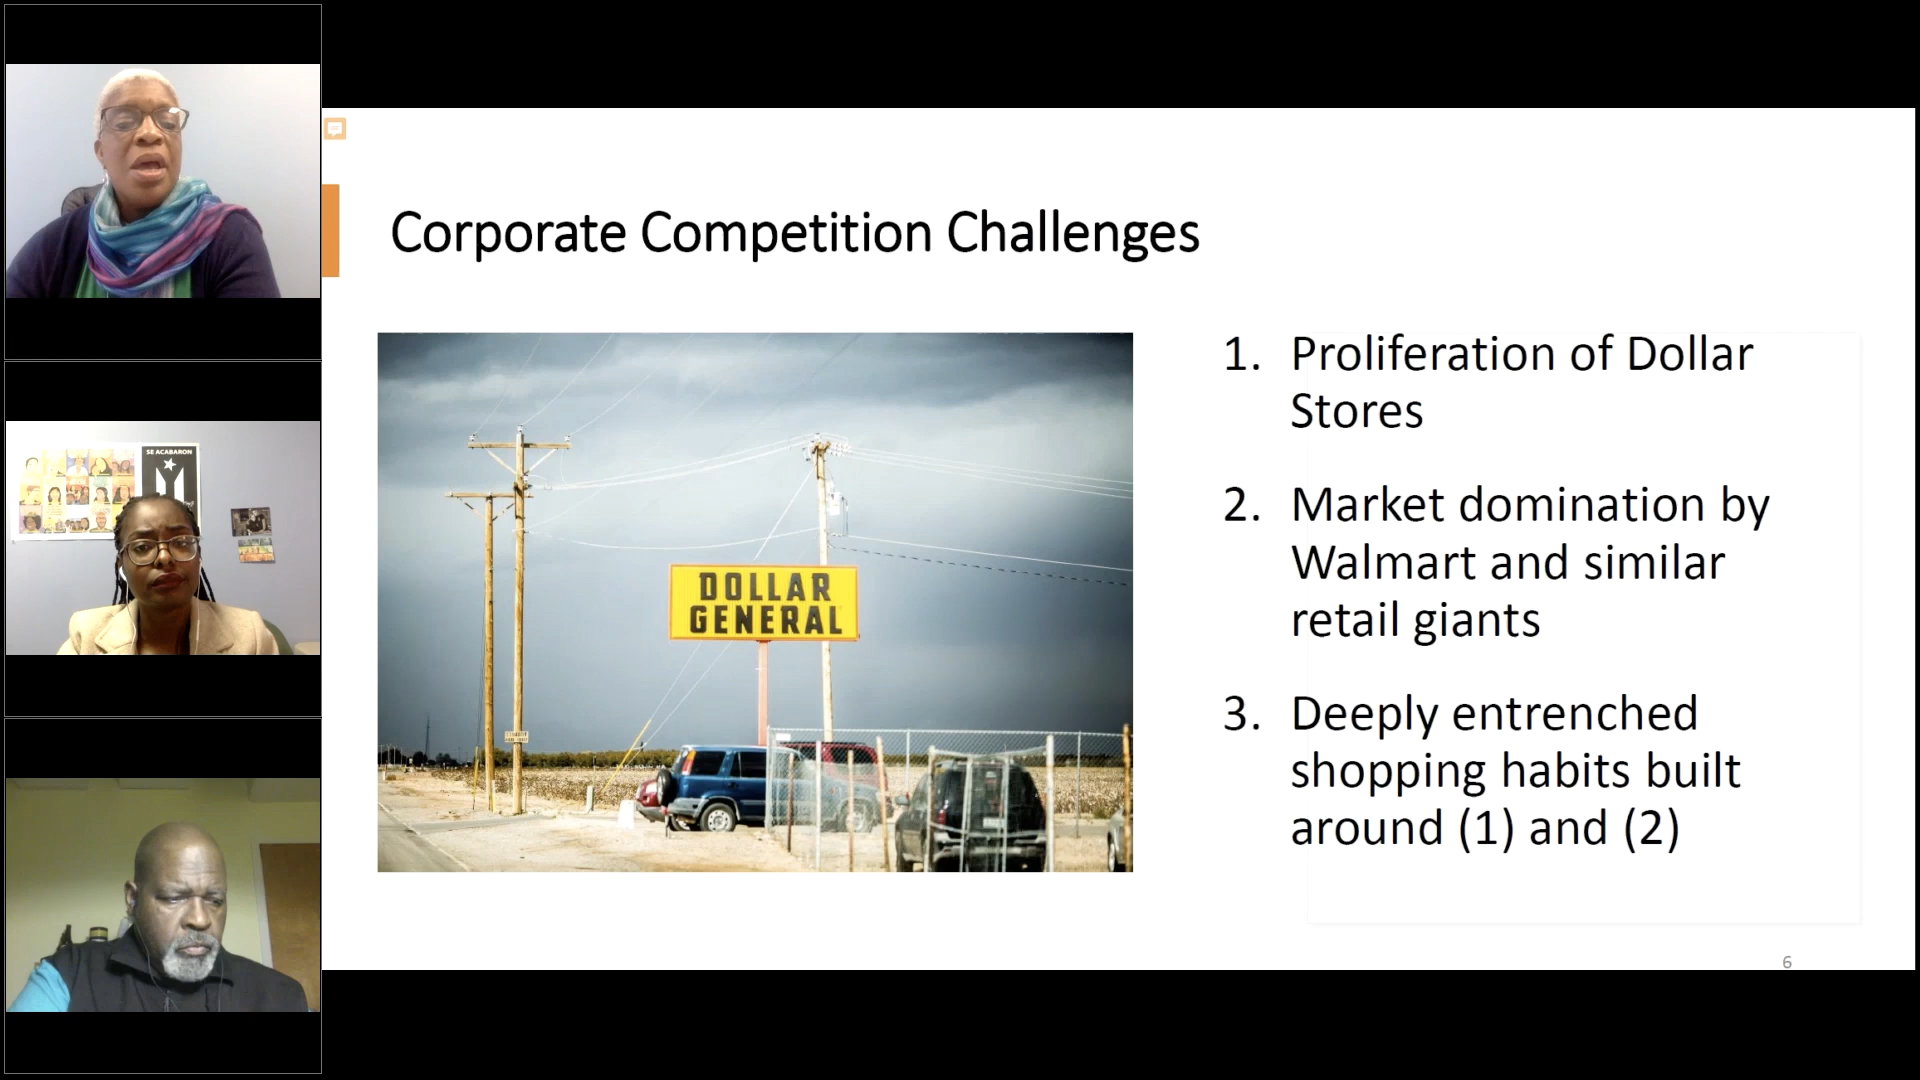 Corporate Competition Challenges
SE ACABARON
DOLLAR
GENERAL
1. Proliferation of Dollar
Stores
2. Market domination by
Walmart and similar
retail giants
3. Deeply entrenched
shopping habits built
around (1) and (2)
6